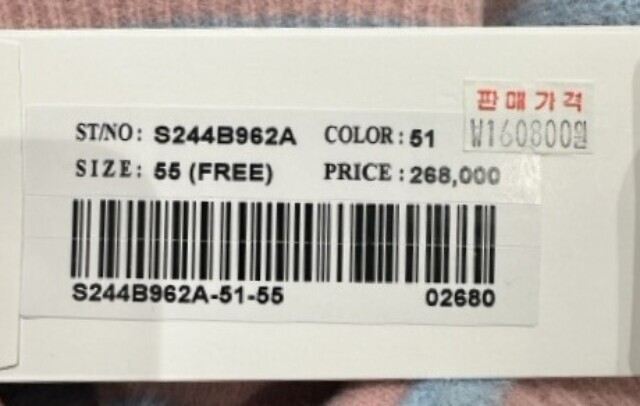 판매가격
₩160800원
ST/NO: S244B962A COLOR: 51
SIZE: 55 (FREE) PRICE: 268,000
S244B962A-51-55 02680